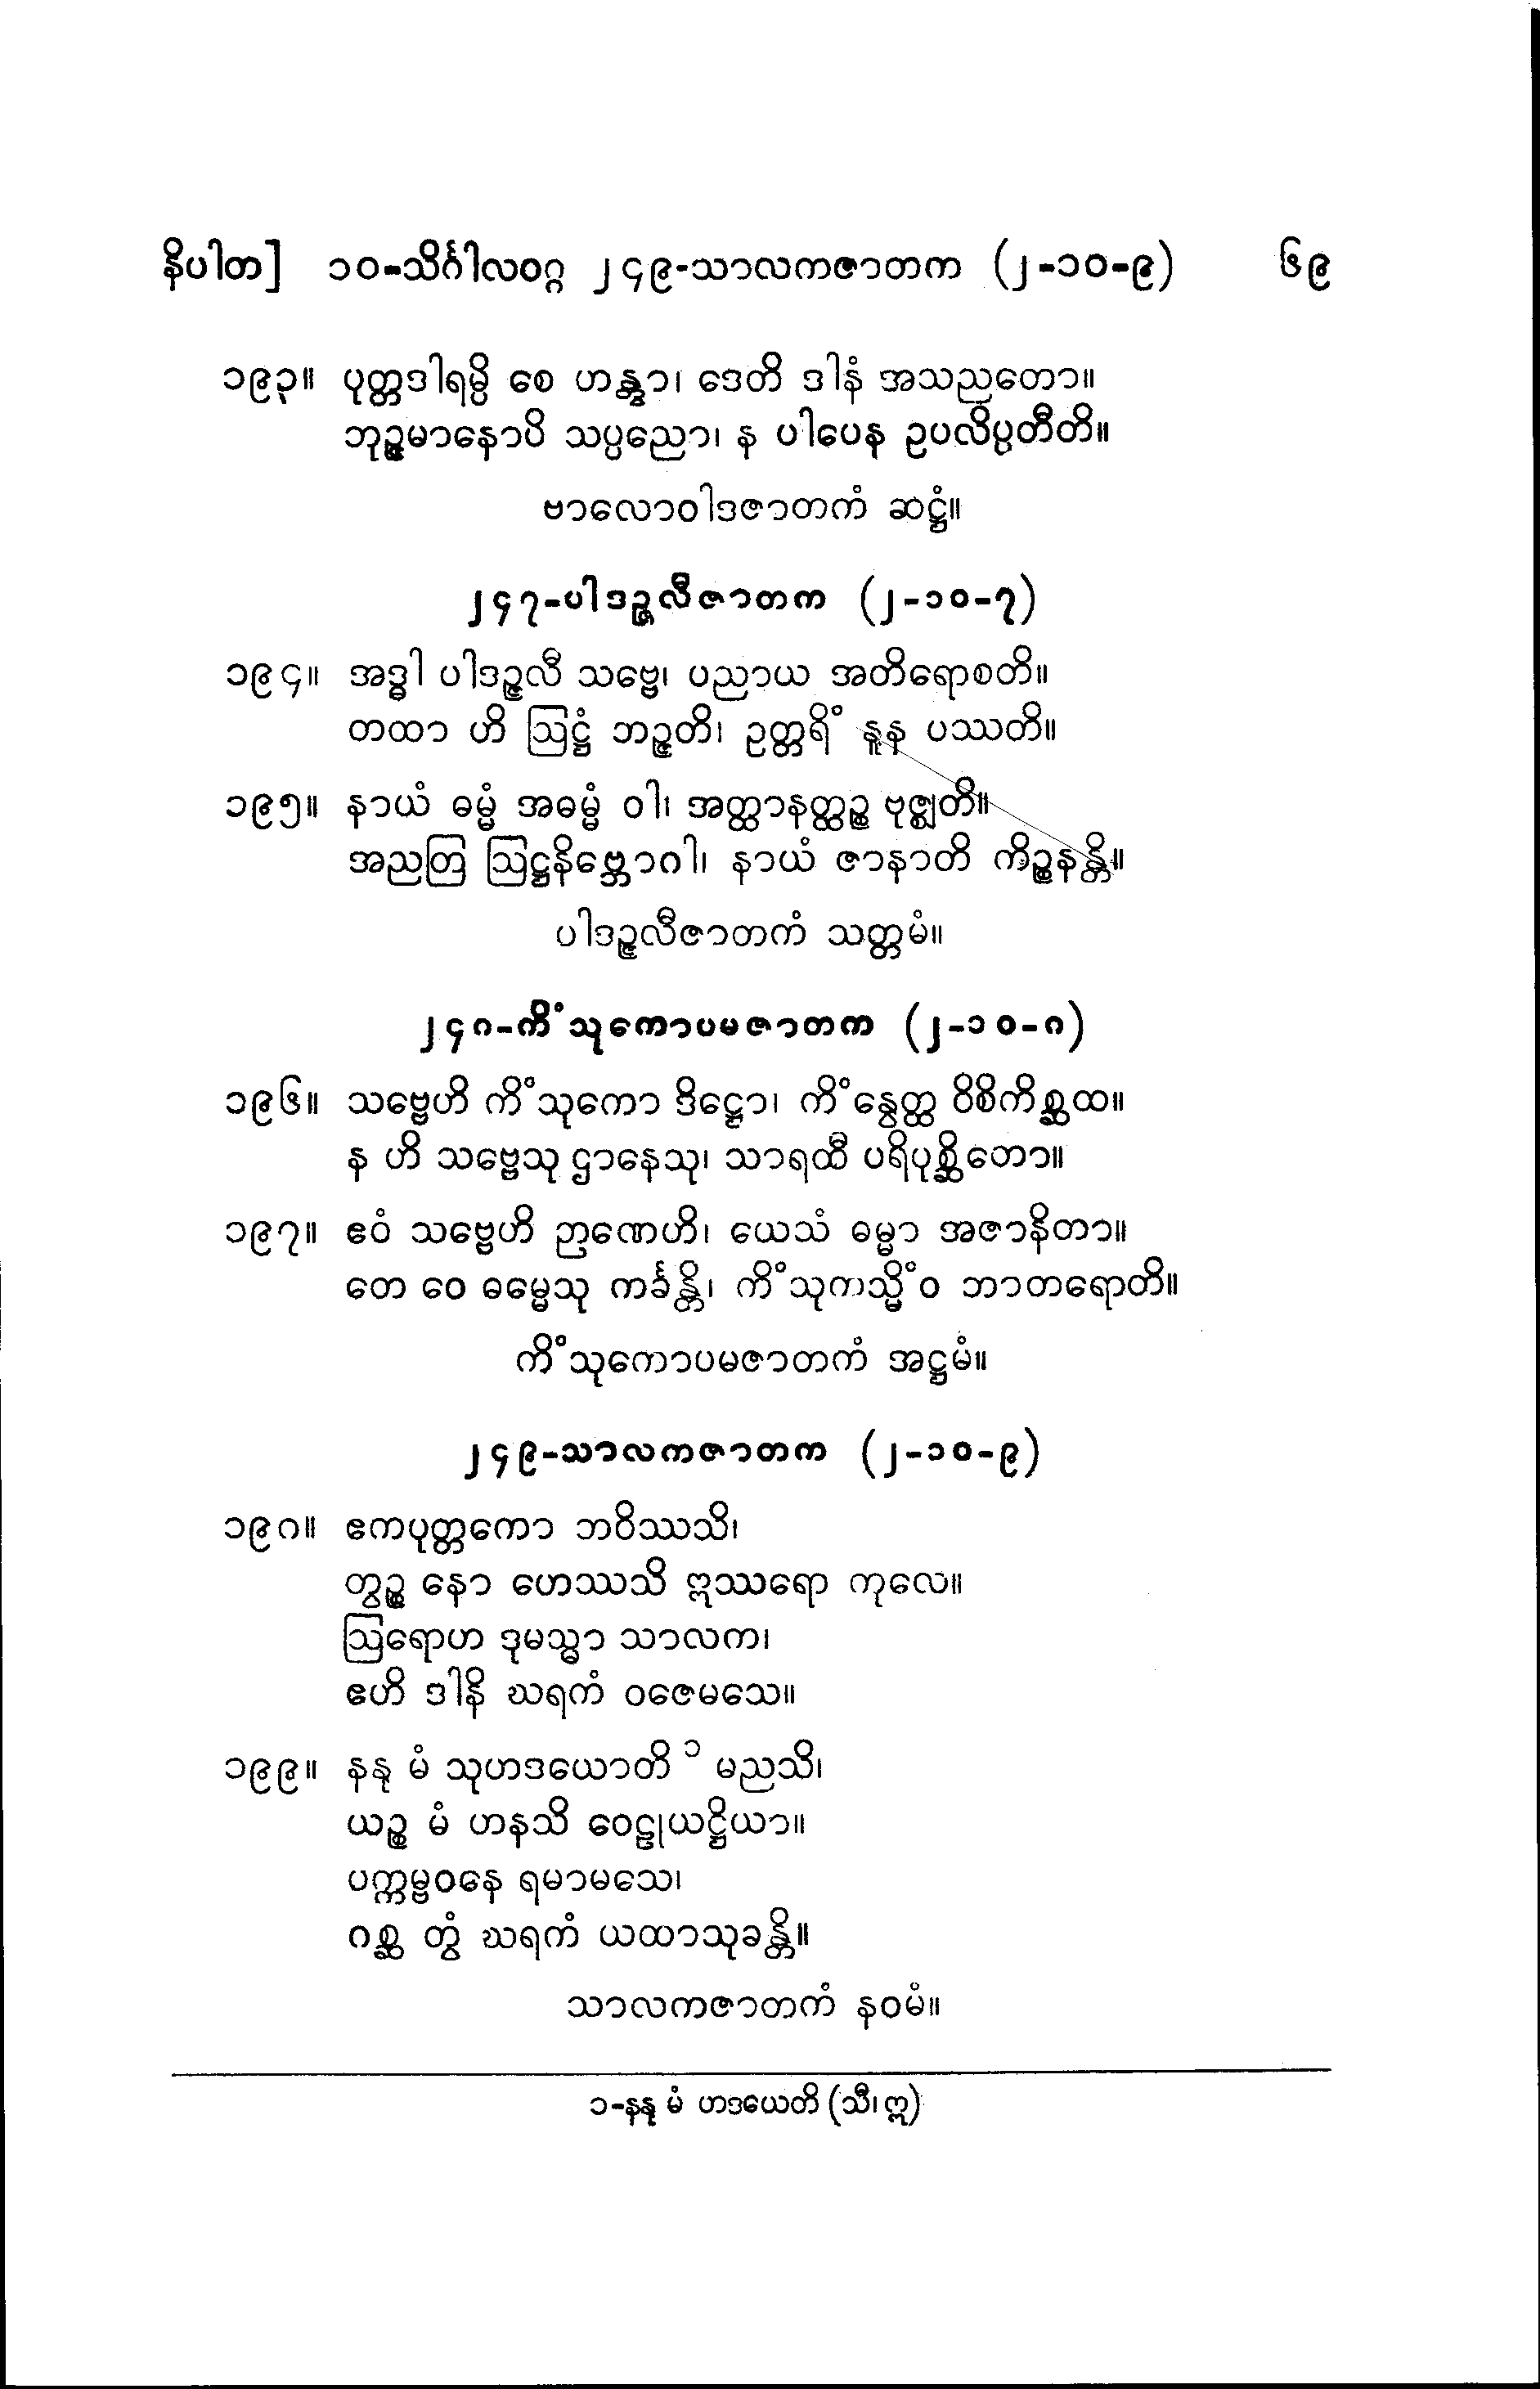 နိပါတ] ၁၀-သိင်္ဂါလဝဂ္ဂ ၂၄၉-သာလကဇာတက (၂-၁၀-၉) ၆၉
၁၉၃။ ပုတ္တဒါရမ္ပိ စေ ဟန္တွာ၊ ဒေတိ ဒါနံ အသညတော။
ဘုဉ္ဇမာနောပိ သပ္ပညော၊ န ပါပေန ဥပလိပ္ပတီတိ။
ဗာလောဝါဒဇာတကံ ဆဋ္ဌံ။
၂၄၇-ပါဒဉ္ဇလီဇာတက (၂-၁၀-၇)
၁၉၄။ အဒ္ဓါ ပါဒဉ္ဇလီ သဗ္ဗေ၊ ပညာယ အတိရောစတိ။
တထာ ဟိ ဩဋ္ဌံ ဘဉ္ဇတိ၊ ဥတ္တရိံ နူန ပဿတိ။
၁၉၅။ နာယံ ဓမ္မံ အဓမ္မံ ဝါ၊ အတ္ထာနတ္ထဉ္စ ဗုဇ္ဈတိ။
အညတြ ဩဋ္ဌနိဗ္ဘောဂါ၊ နာယံ ဇာနာတိ ကိဉ္စနန္တိ။
ပါဒဉ္ဇလီဇာတကံ သတ္တမံ။
၂၄၈-ကိံသုကောပမဇာတက (၂-၁၀-၈)
၁၉၆။ သဗ္ဗေဟိ ကိံသုကော ဒိဋ္ဌော၊ ကိံနွေတ္ထ ဝိစိကိစ္ဆထ။
န ဟိ သဗ္ဗေသု ဌာနေသု၊ သာရထီ ပရိပုစ္ဆိတော။
၁၉၇။ ဧဝံ သဗ္ဗေဟိ ဉာဏေဟိ၊ ယေသံ ဓမ္မာ အဇာနိတာ။
တေ ဝေ ဓမ္မေသု ကင်္ခန္တိ၊ ကိံသုကသ္မိံဝ ဘာတရောတိ။
ကိံသုကောပမဇာတကံ အဋ္ဌမံ။
၂၄၉-သာလကဇာတက (၂-၁၀-၉)
၁၉၈။ ဧကပုတ္တကော ဘဝိဿသိ၊
တွဉ္စ နော ဟေဿသိ ဣဿရော ကုလေ။
ဩရောဟ ဒုမသ္မာ သာလက၊
ဧဟိ ဒါနိ ဃရကံ ဝဇေမသေ။
၁၉၉။ နနု မံ သုဟဒယောတိ ၁ မညသိ၊
ယဉ္စ မံ ဟနသိ ဝေဠုယဋ္ဌိယာ။
ပက္ကမ္ဗဝနေ ရမာမသေ၊
ဂစ္ဆ တွံ ဃရကံ ယထာသုခန္တိ။
သာလကဇာတကံ နဝမံ။
၁-နနု မံ ဟဒယေတိ (သီ၊ ဣ)